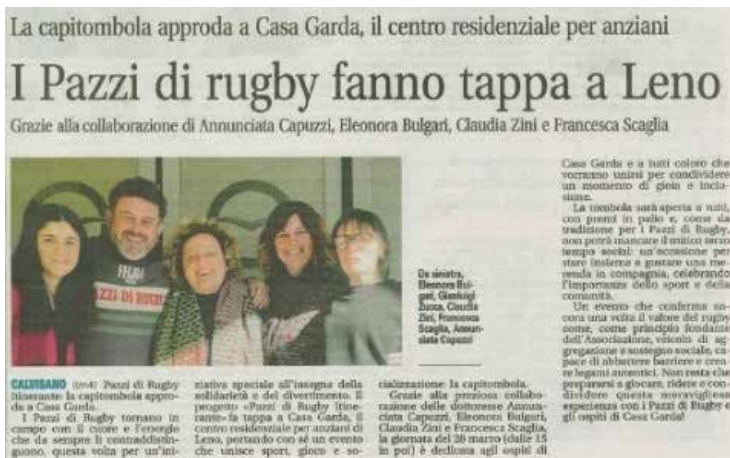 La capitombola approda a Casa Garda, il centro residenziale per anziani
I Pazzi di rugby fanno tappa a Leno
Grazie alla collaborazione di Annunciata Capuzzi, Eleonora Bulgari, Claudia Zini e Francesca Scaglia
PAZZI DI RUGBY
Da sinistra,
Eleonora Bul-
gari, Gianluigi
Zucca, Claudia
Zini, Francesca
Scaglia, Annun-
ciata Capuzzi
CALVISANO (bm4) Pazzi di Rugby
itinerante: la capitombola appro-
da a Casa Garda.
I Pazzi di Rugby tornano in
campo con il cuore e l'energia
che da sempre li contraddistin-
guono, questa volta per un'ini-
ziativa speciale all'insegna della
solidarietà e del divertimento. Il
progetto «Pazzi di Rugby Itine-
rante» fa tappa a Casa Garda, il
centro residenziale per anziani di
Leno, portando con sé un evento
che unisce sport, gioco e so-
cializzazione: la capitombola.
Grazie alla preziosa collabo-
razione delle dottoresse Annun-
ciata Capuzzi, Eleonora Bulgari,
Claudia Zini e Francesca Scaglia,
la giornata del 28 marzo (dalle 15
in poi) è dedicata agli ospiti di
Casa Garda e a tutti coloro che
vorranno unirsi per condividere
un momento di gioia e inclu-
sione.
La tombola sarà aperta a tutti,
con premi in palio e, come da
tradizione per i Pazzi di Rugby,
non potrà mancare il mitico terzo
tempo social: un'occasione per
stare insieme a gustare una me-
renda in compagnia, celebrando
l'importanza dello sport e della
comunità.
Un evento che conferma an-
cora una volta il valore del rugby
come, come principio fondante
dell'Associazione, veicolo di ag-
gregazione e sostegno sociale, ca-
pace di abbattere barriere e crea-
re legami autentici. Non resta che
prepararsi a giocare, ridere e con-
dividere questa meravigliosa
esperienza con i Pazzi di Rugby e
gli ospiti di Casa Garda!